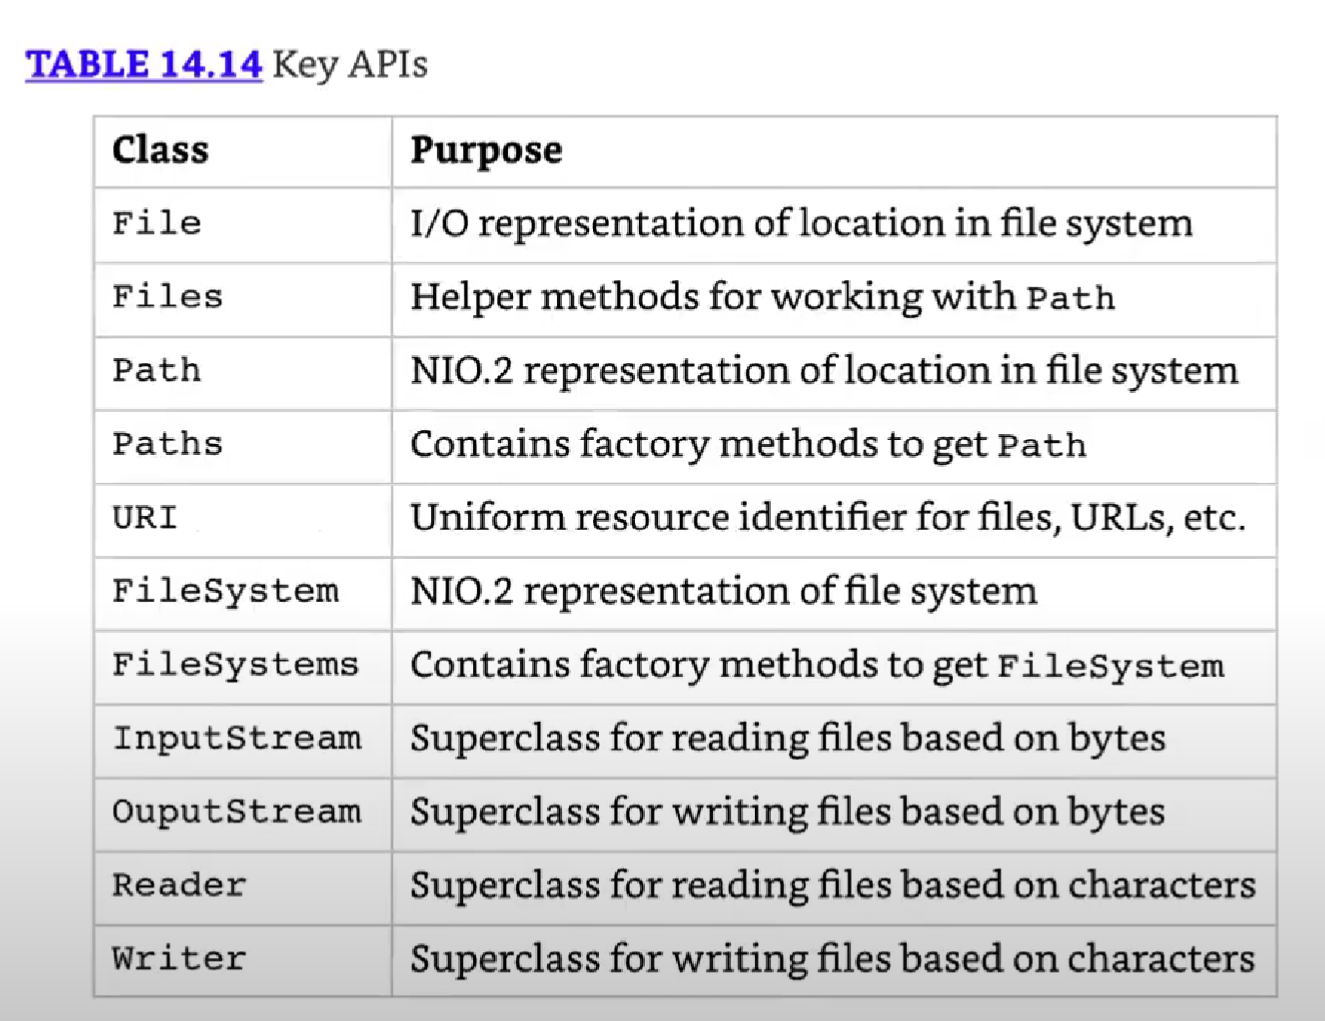 TABLE 14.14 Key APIs
Class Purpose
File I/O representation of location in file system
Files Helper methods for working with Path
Path NIO.2 representation of location in file system
Paths Contains factory methods to get Path
URI Uniform resource identifier for files, URLs, etc.
FileSystem NIO.2 representation of file system
FileSystems Contains factory methods to get FileSystem
InputStream Superclass for reading files based on bytes
OuputStream Superclass for writing files based on bytes
Reader Superclass for reading files based on characters
Writer Superclass for writing files based on characters